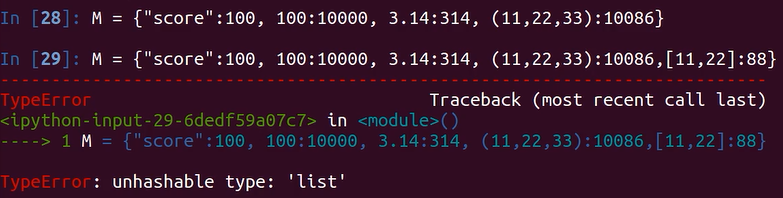 In [28]: M = {"score":100, 100:10000, 3.14:314, (11,22,33):10086}
In [29]: M = {"score":100, 100:10000, 3.14:314, (11,22,33):10086,[11,22]:88}
---------------------------------------------------------------------------
TypeError                                 Traceback (most recent call last)
<ipython-input-29-6dedf59a07c7> in <module>()
----> 1 M = {"score":100, 100:10000, 3.14:314, (11,22,33):10086,[11,22]:88}
TypeError: unhashable type: 'list'